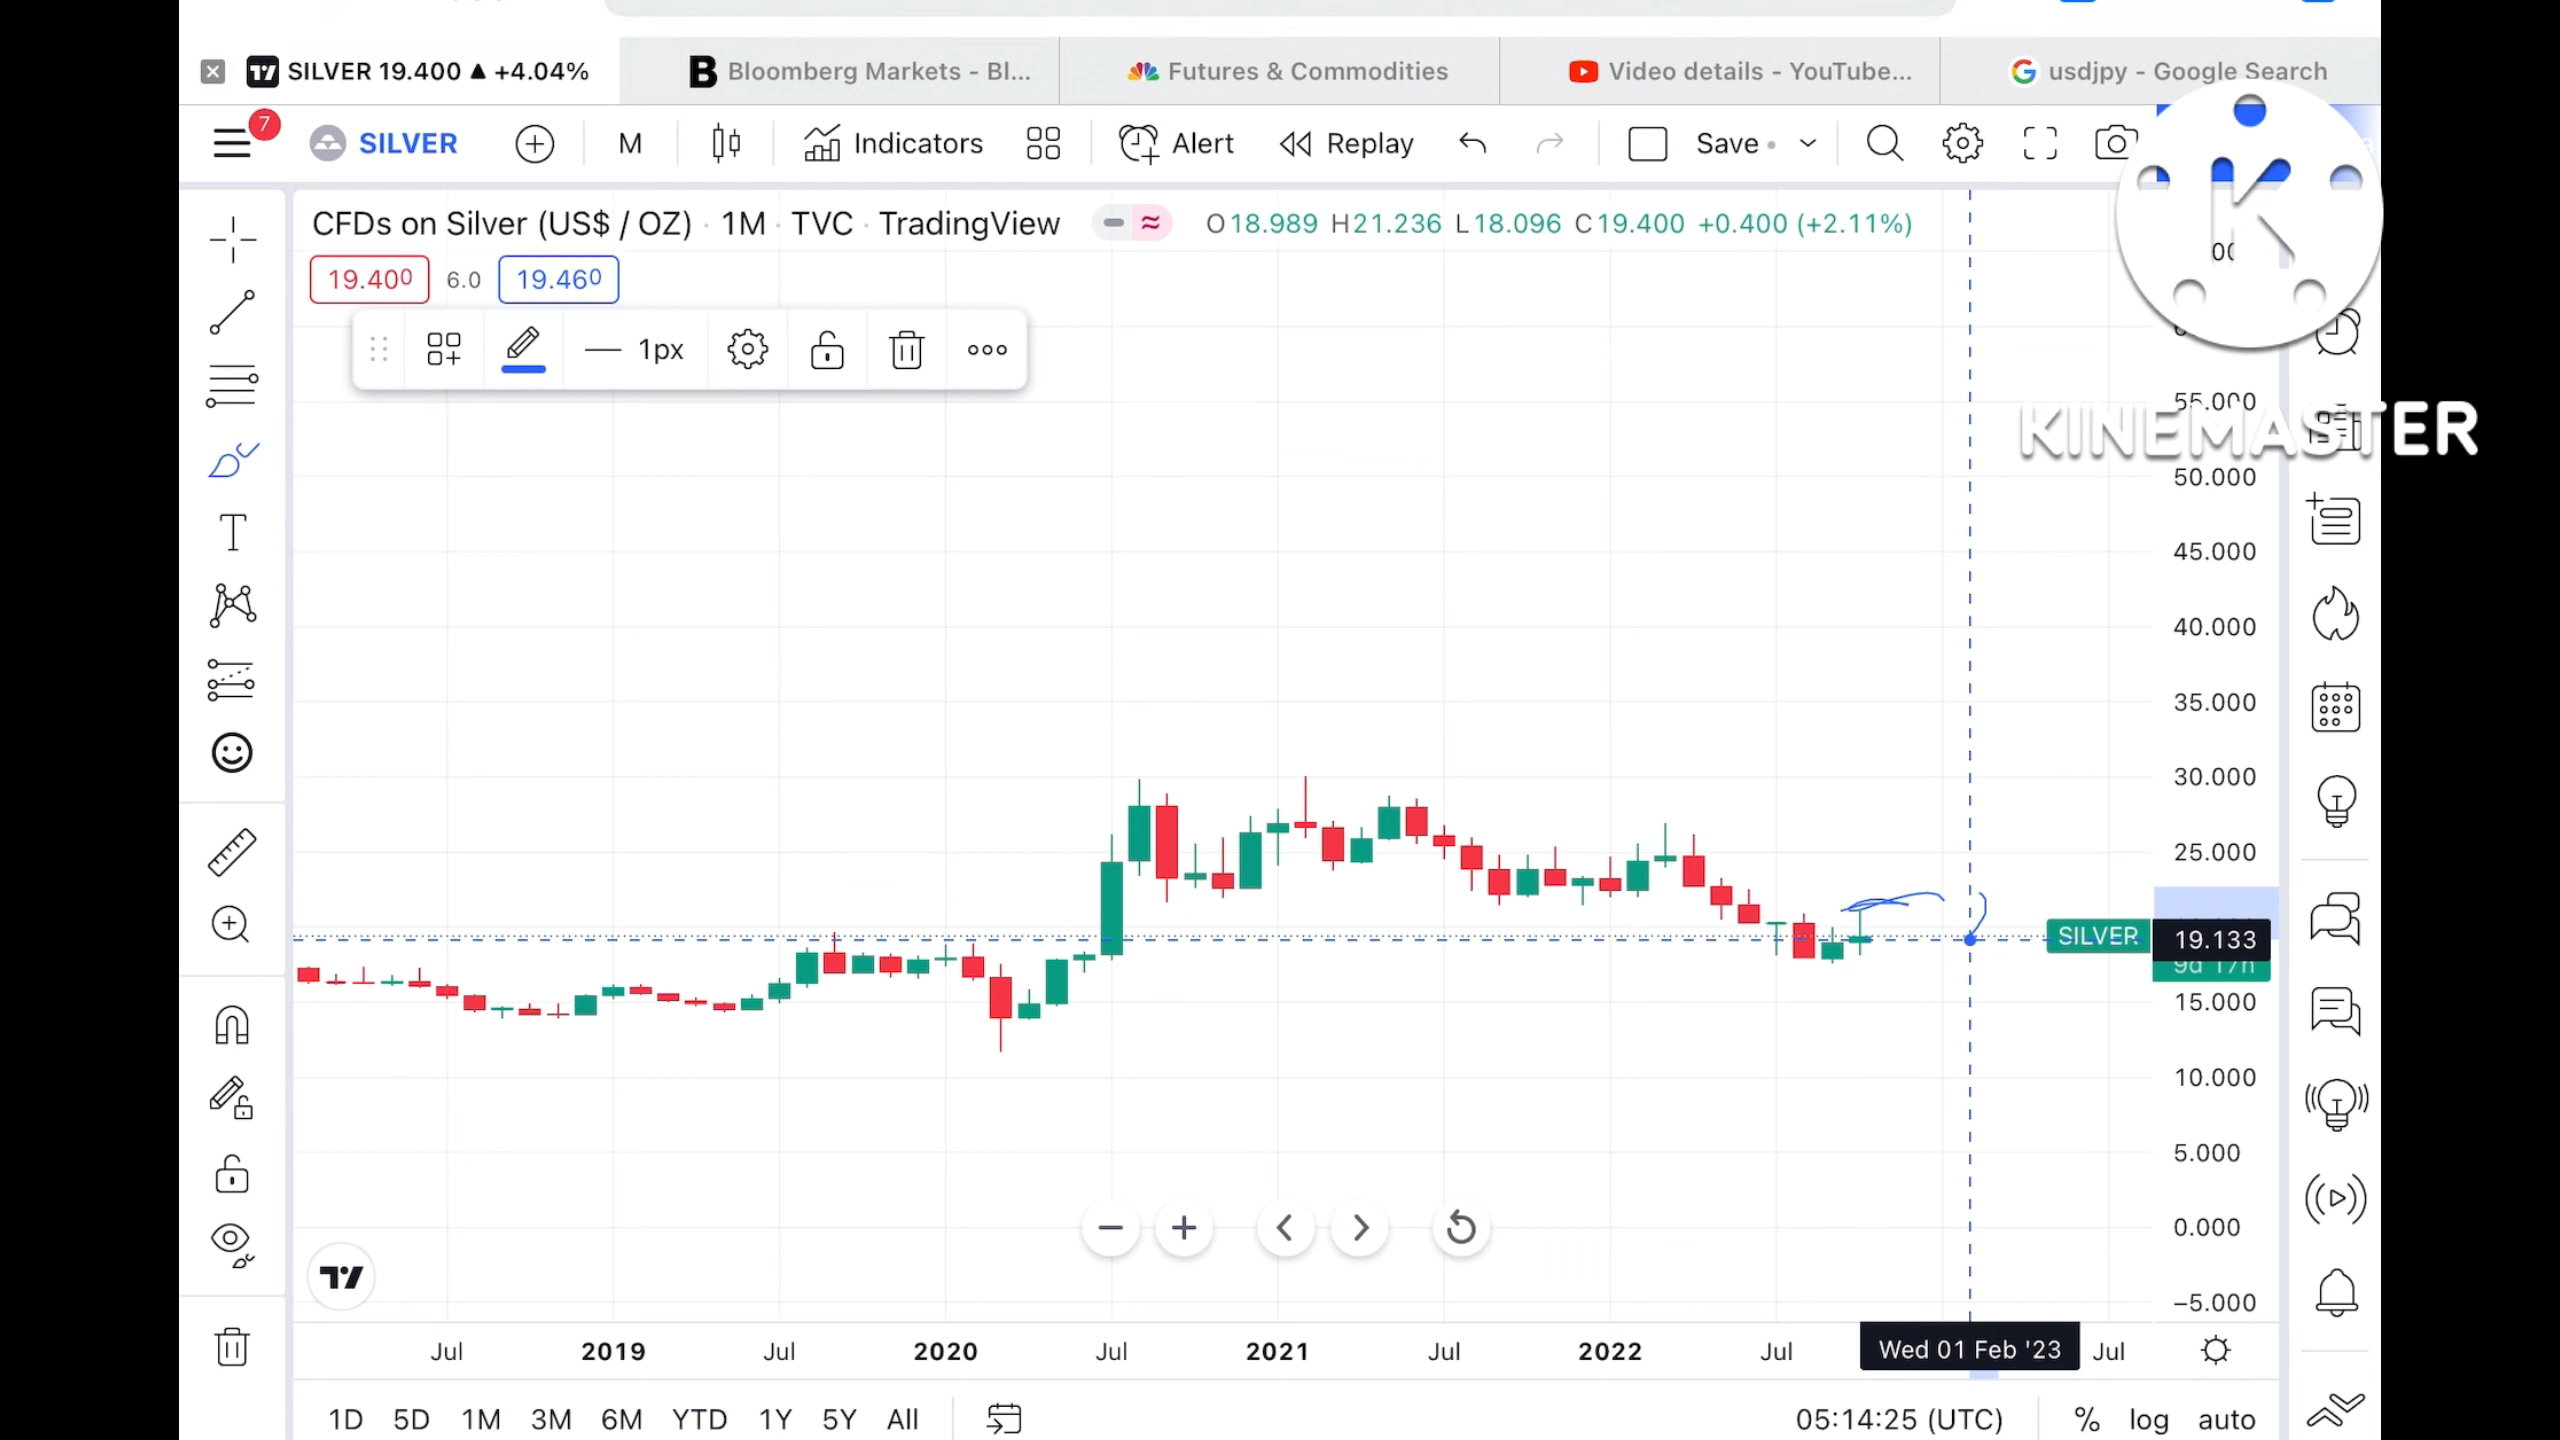 SILVER 19.400 ▲ +4.04%
Bloomberg Markets - Bl...
Futures & Commodities
Video details - YouTube...
usdjpy - Google Search
7
SILVER
M
Indicators
Alert
Replay
Save
CFDs on Silver (US$ / OZ) · 1M · TVC · TradingView
O18.989 H21.236 L18.096 C19.400 +0.400 (+2.11%)
19.400
6.0
19.460
1px
KINEMASTER
55.000
50.000
45.000
40.000
35.000
30.000
25.000
SILVER
19.133
9d 17h
15.000
10.000
5.000
0.000
−5.000
Jul
2019
Jul
2020
Jul
2021
Jul
2022
Jul
Wed 01 Feb '23
Jul
1D
5D
1M
3M
6M
YTD
1Y
5Y
All
05:14:25 (UTC)
%
log
auto